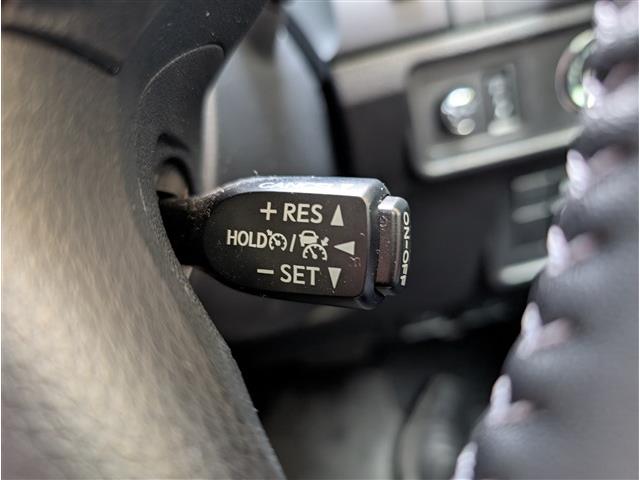 + RES ▲
HOLD / ◀
− SET ▼
ON-OFF